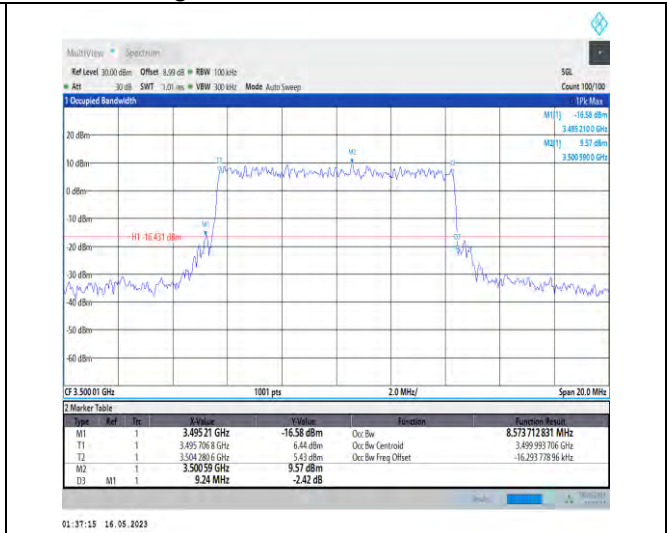 MultiView Spectrum
Ref Level 30.00 dBm Offset 8.99 dB RBW 100 kHz SGL
Att 30 dB SWT 1.01 ms VBW 300 kHz Mode Auto Sweep Count 100/100
1 Occupied Bandwidth 1Pk Max
M1[1] -16.58 dBm
3.495 210 0 GHz
M2[1] 9.57 dBm
3.500 590 0 GHz
20 dBm
M2
T1
10 dBm
0 dBm
-10 dBm
M1
H1 -16.431 dBm
D3
-20 dBm
-30 dBm
-40 dBm
-50 dBm
-60 dBm
CF 3.500 01 GHz 1001 pts 2.0 MHz/ Span 20.0 MHz
2 Marker Table
Type Ref Trc X-Value Y-Value Function Function Result
M1 1 3.495 21 GHz -16.58 dBm Occ Bw 8.573 712 831 MHz
T1 1 3.495 706 8 GHz 6.44 dBm Occ Bw Centroid 3.499 993 706 GHz
T2 1 3.504 280 6 GHz 5.43 dBm Occ Bw Freq Offset -16.293 778 96 kHz
M2 1 3.500 59 GHz 9.57 dBm
D3 M1 1 9.24 MHz -2.42 dB
01:37:15 16.05.2023